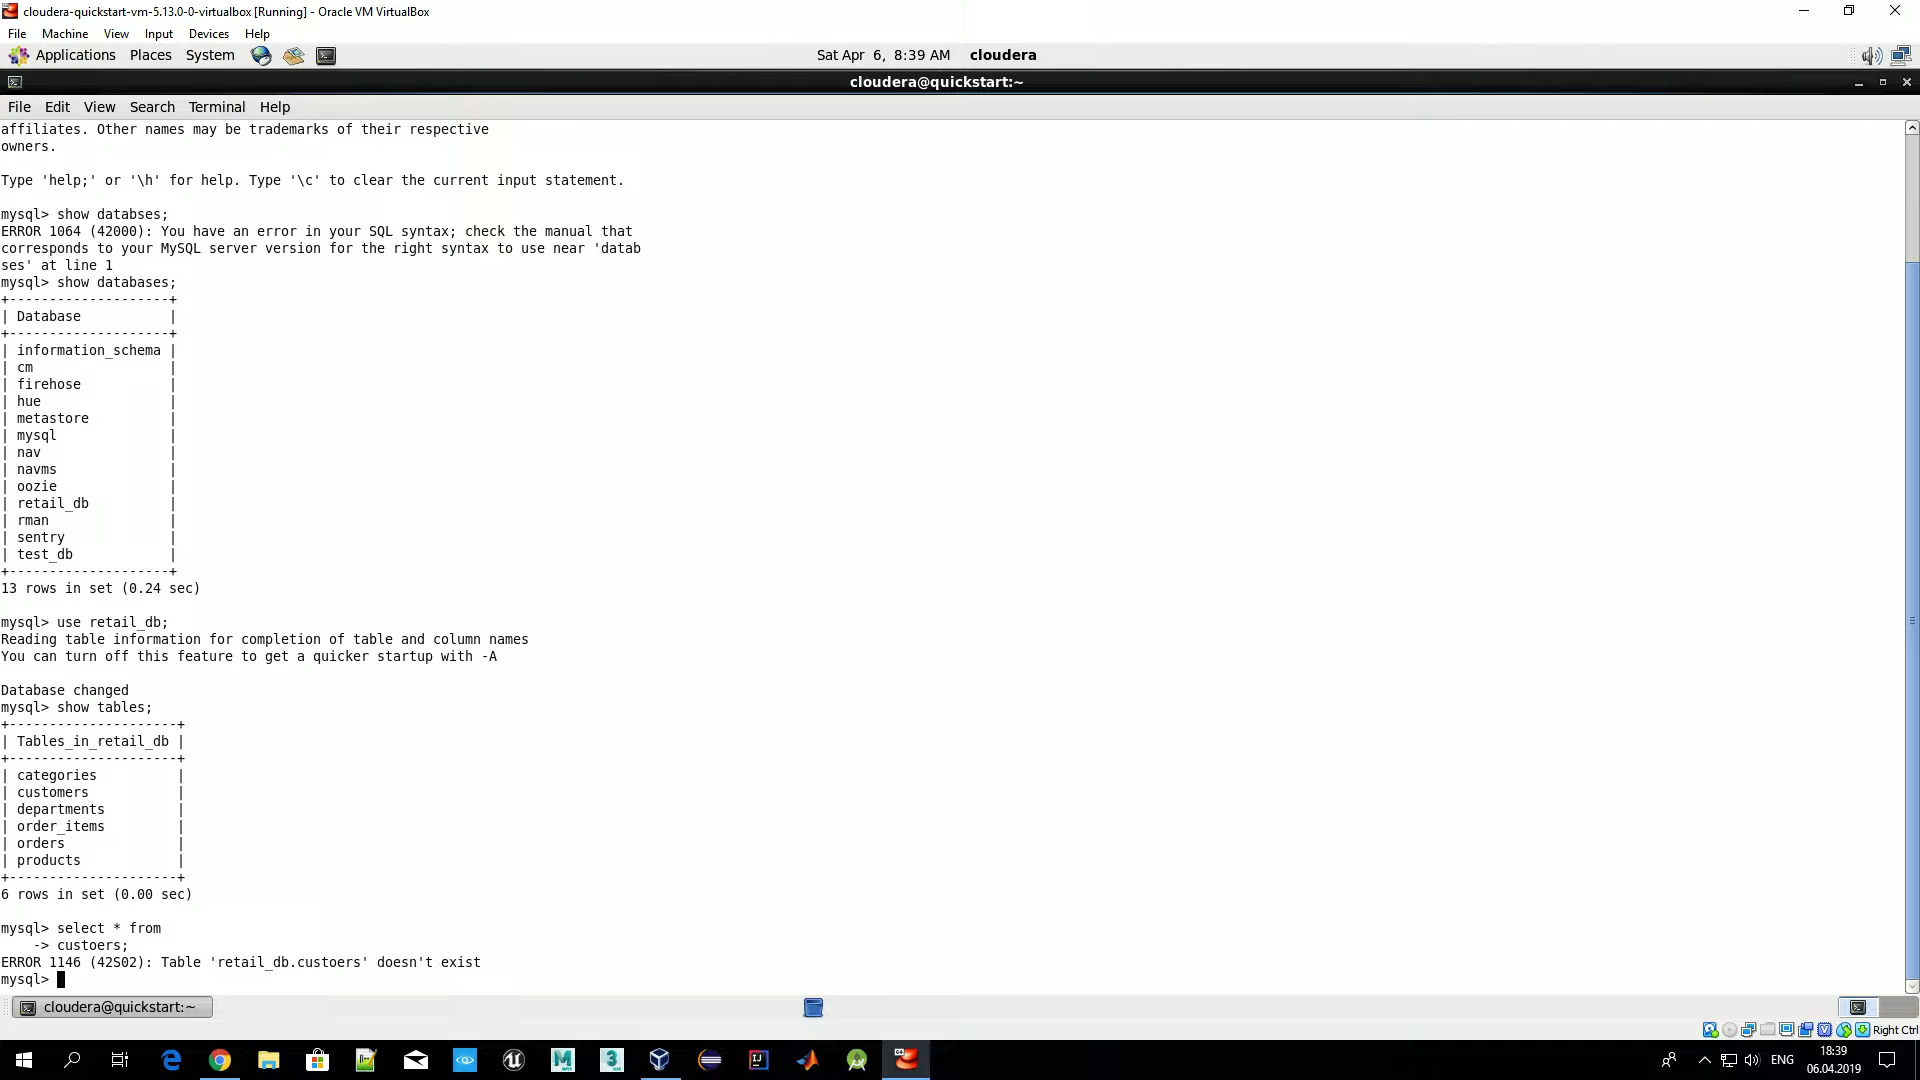 cloudera-quickstart-vm-5.13.0-0-virtualbox [Running] - Oracle VM VirtualBox
File Machine View Input Devices Help
Applications Places System Sat Apr 6, 8:39 AM cloudera
cloudera@quickstart:~
File Edit View Search Terminal Help
affiliates. Other names may be trademarks of their respective
owners.
Type 'help;' or '\h' for help. Type '\c' to clear the current input statement.
mysql> show databses;
ERROR 1064 (42000): You have an error in your SQL syntax; check the manual that
corresponds to your MySQL server version for the right syntax to use near 'datab
ses' at line 1
mysql> show databases;
+--------------------+
| Database           |
+--------------------+
| information_schema |
| cm                 |
| firehose           |
| hue                |
| metastore          |
| mysql              |
| nav                |
| navms              |
| oozie              |
| retail_db          |
| rman               |
| sentry             |
| test_db            |
+--------------------+
13 rows in set (0.24 sec)
mysql> use retail_db;
Reading table information for completion of table and column names
You can turn off this feature to get a quicker startup with -A
Database changed
mysql> show tables;
+---------------------+
| Tables_in_retail_db |
+---------------------+
| categories          |
| customers           |
| departments         |
| order_items         |
| orders              |
| products            |
+---------------------+
6 rows in set (0.00 sec)
mysql> select * from
    -> custoers;
ERROR 1146 (42S02): Table 'retail_db.custoers' doesn't exist
mysql>
cloudera@quickstart:~
Right Ctrl
ENG 18:39
06.04.2019